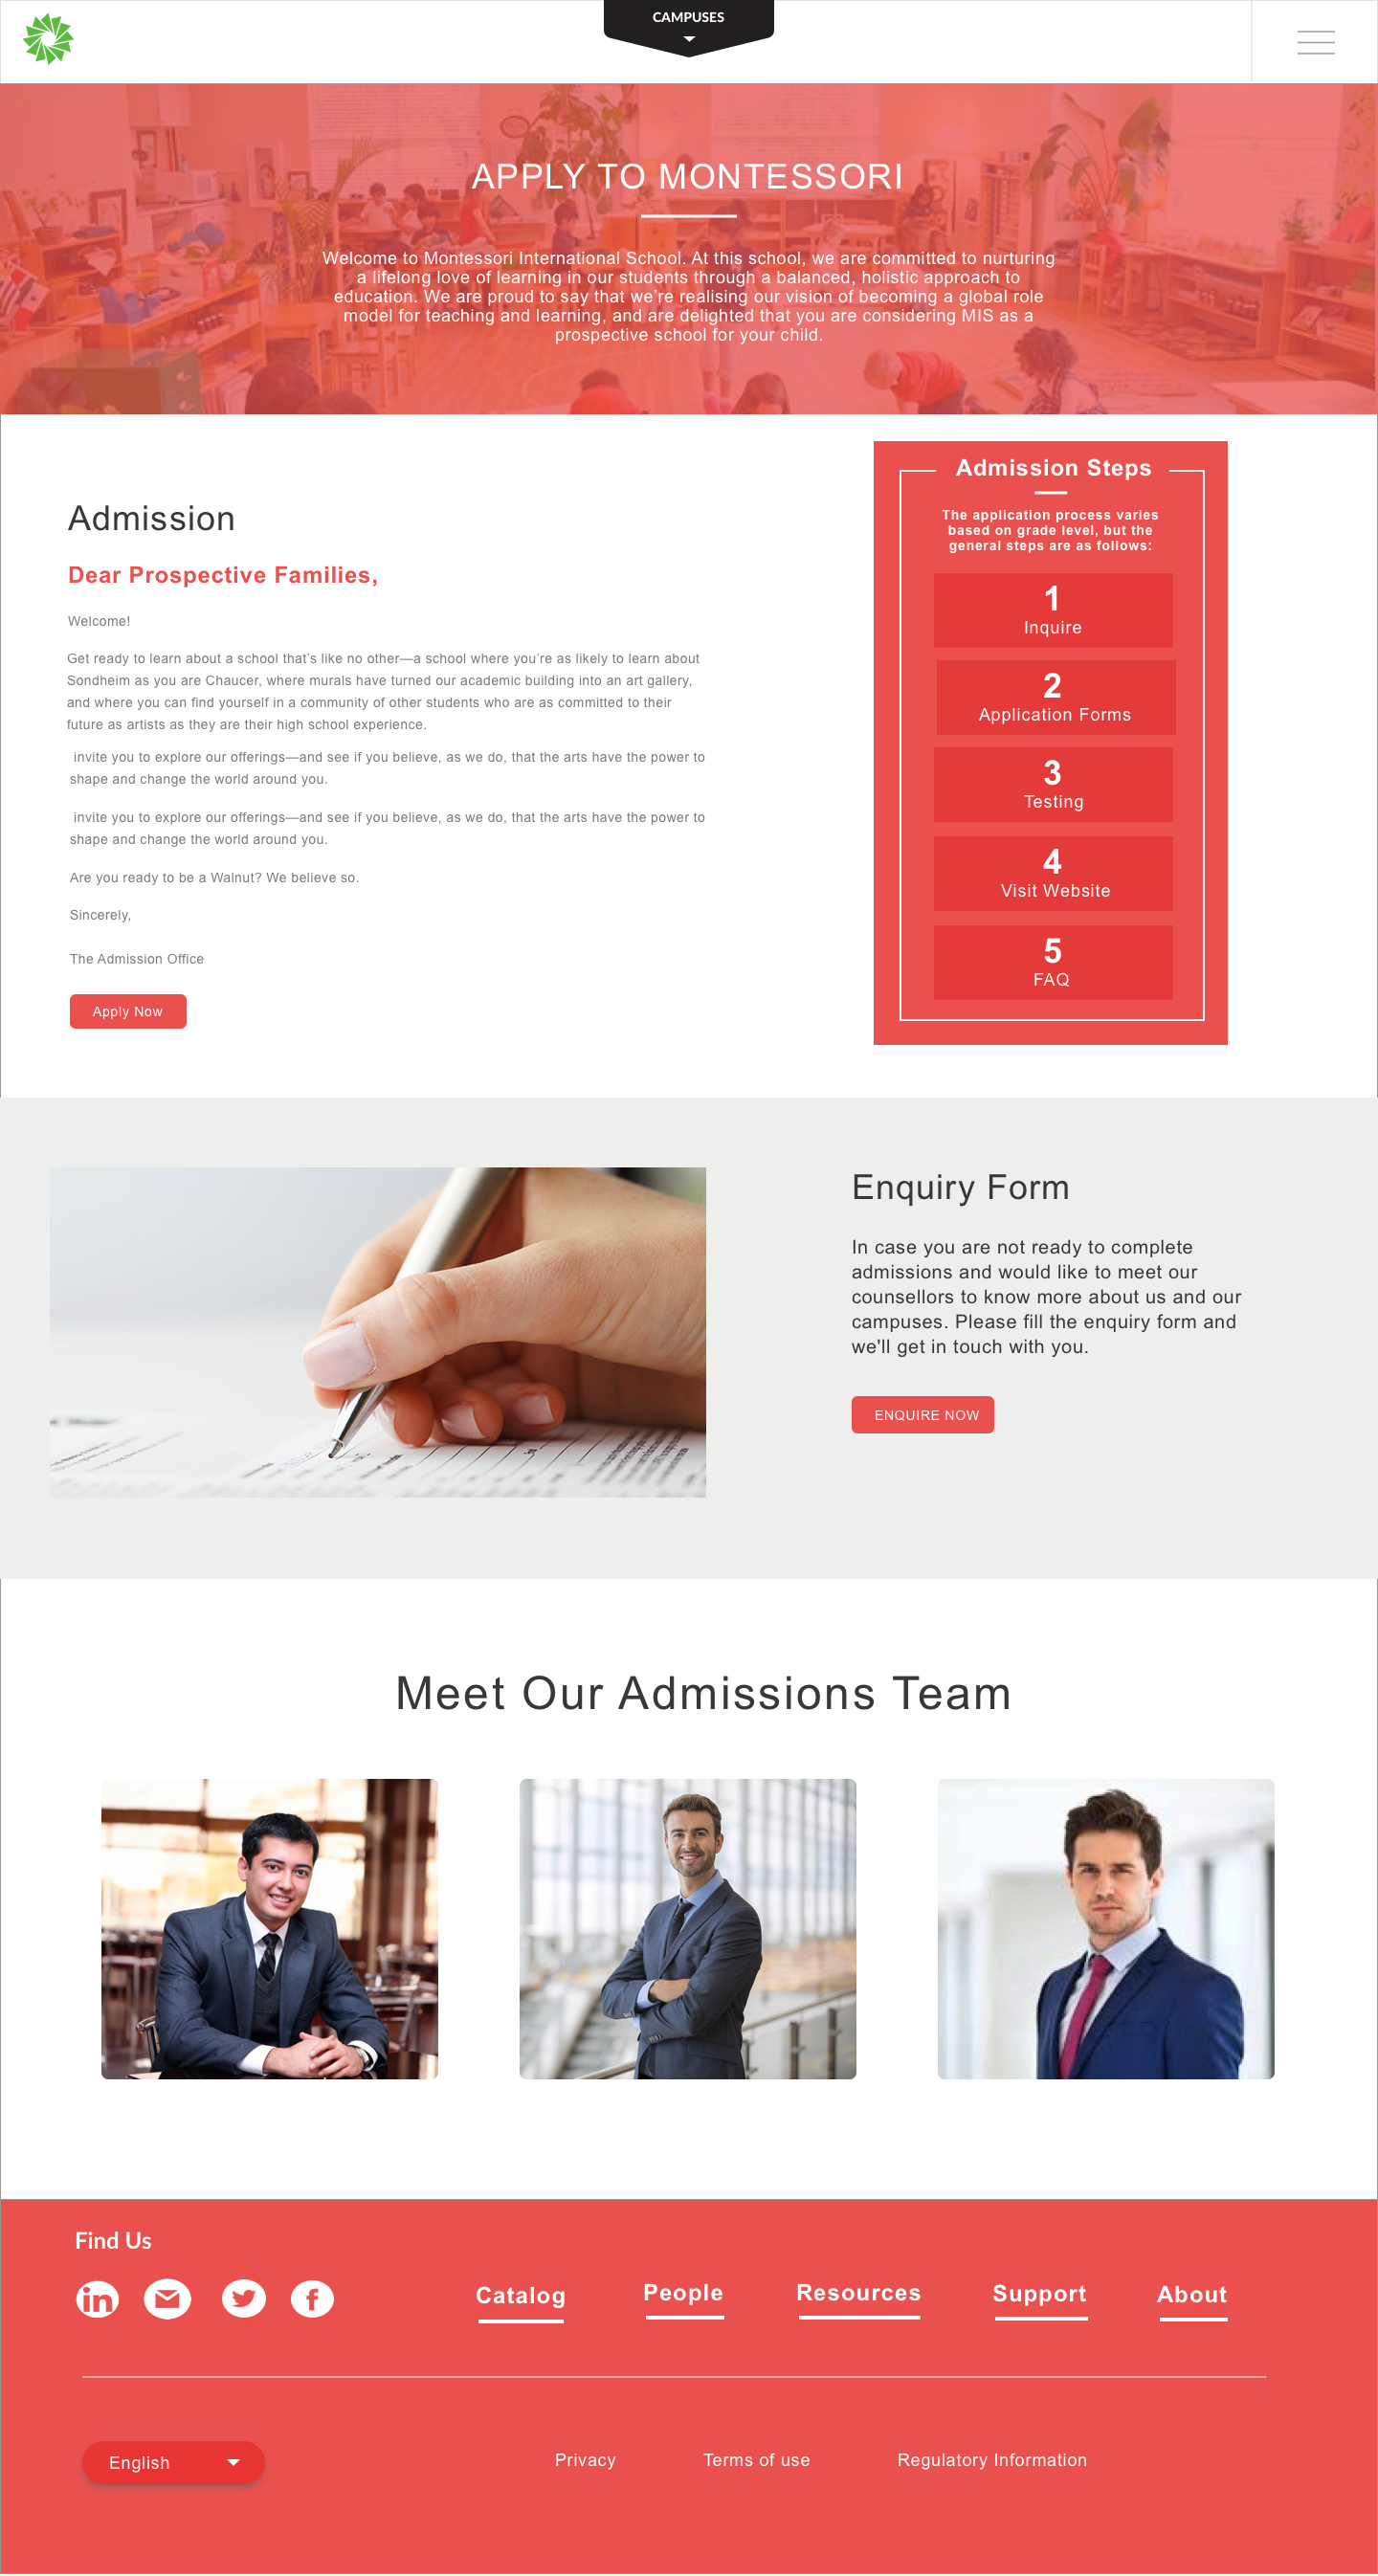 CAMPUSES
APPLY TO MONTESSORI
Welcome to Montessori International School. At this school, we are committed to nurturing
a lifelong love of learning in our students through a balanced, holistic approach to
education. We are proud to say that we're realising our vision of becoming a global role
model for teaching and learning, and are delighted that you are considering MIS as a
prospective school for your child.
Admission
Dear Prospective Families,
Welcome!
Get ready to learn about a school that's like no other—a school where you're as likely to learn about
Sondheim as you are Chaucer, where murals have turned our academic building into an art gallery,
and where you can find yourself in a community of other students who are as committed to their
future as artists as they are their high school experience.
invite you to explore our offerings—and see if you believe, as we do, that the arts have the power to
shape and change the world around you.
invite you to explore our offerings—and see if you believe, as we do, that the arts have the power to
shape and change the world around you.
Are you ready to be a Walnut? We believe so.
Sincerely,
The Admission Office
Apply Now
Admission Steps
The application process varies
based on grade level, but the
general steps are as follows:
1
Inquire
2
Application Forms
3
Testing
4
Visit Website
5
FAQ
Enquiry Form
In case you are not ready to complete
admissions and would like to meet our
counsellors to know more about us and our
campuses. Please fill the enquiry form and
we'll get in touch with you.
ENQUIRE NOW
Meet Our Admissions Team
Find Us
Catalog
People
Resources
Support
About
English
Privacy
Terms of use
Regulatory Information